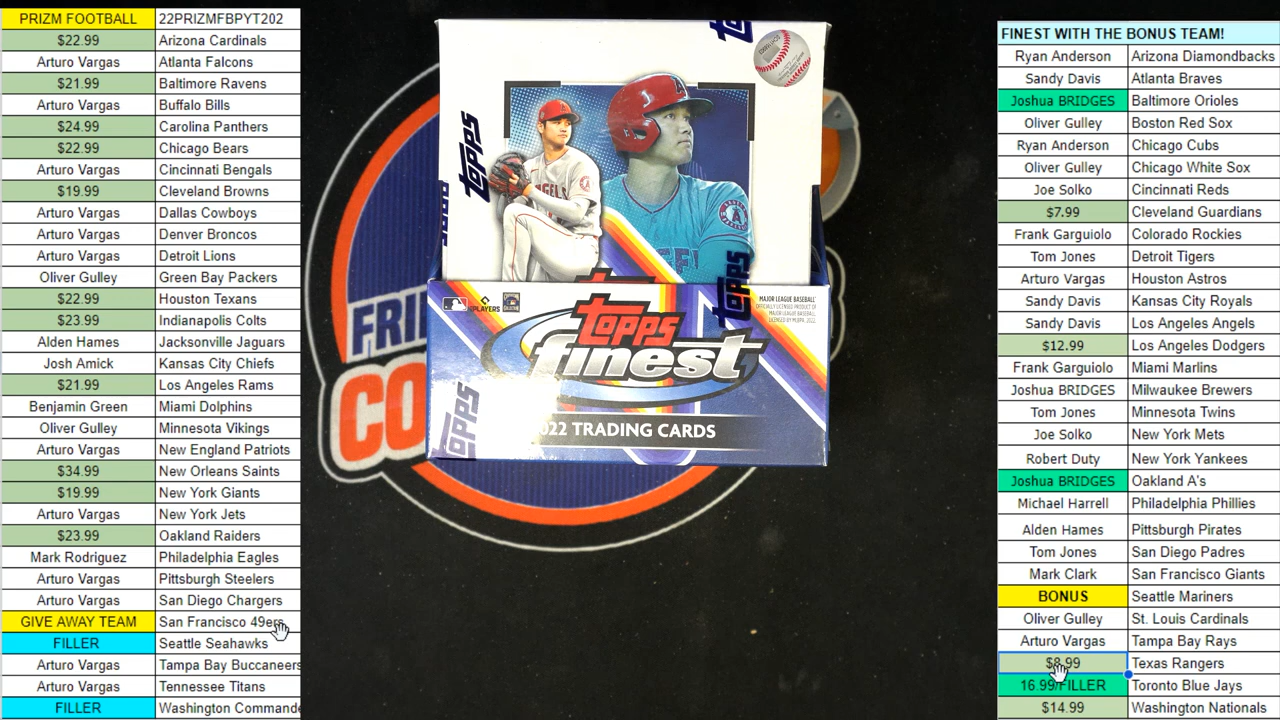 PRIZM FOOTBALL 22PRIZMFBPYT202
$22.99 Arizona Cardinals
Arturo Vargas Atlanta Falcons
$21.99 Baltimore Ravens
Arturo Vargas Buffalo Bills
$24.99 Carolina Panthers
$22.99 Chicago Bears
Arturo Vargas Cincinnati Bengals
$19.99 Cleveland Browns
Arturo Vargas Dallas Cowboys
Arturo Vargas Denver Broncos
Arturo Vargas Detroit Lions
Oliver Gulley Green Bay Packers
$22.99 Houston Texans
$23.99 Indianapolis Colts
Alden Hames Jacksonville Jaguars
Josh Amick Kansas City Chiefs
$21.99 Los Angeles Rams
Benjamin Green Miami Dolphins
Oliver Gulley Minnesota Vikings
Arturo Vargas New England Patriots
$34.99 New Orleans Saints
$19.99 New York Giants
Arturo Vargas New York Jets
$23.99 Oakland Raiders
Mark Rodriguez Philadelphia Eagles
Arturo Vargas Pittsburgh Steelers
Arturo Vargas San Diego Chargers
GIVE AWAY TEAM San Francisco 49ers
FILLER Seattle Seahawks
Arturo Vargas Tampa Bay Buccaneers
Arturo Vargas Tennessee Titans
FILLER Washington Commande
topps
topps
topps
topps
finest
022 TRADING CARDS
MAJOR LEAGUE BASEBALL
PLAYERS
topps
FRI
CO
FINEST WITH THE BONUS TEAM!
Ryan Anderson Arizona Diamondbacks
Sandy Davis Atlanta Braves
Joshua BRIDGES Baltimore Orioles
Oliver Gulley Boston Red Sox
Ryan Anderson Chicago Cubs
Oliver Gulley Chicago White Sox
Joe Solko Cincinnati Reds
$7.99 Cleveland Guardians
Frank Garguiolo Colorado Rockies
Tom Jones Detroit Tigers
Arturo Vargas Houston Astros
Sandy Davis Kansas City Royals
Sandy Davis Los Angeles Angels
$12.99 Los Angeles Dodgers
Frank Garguiolo Miami Marlins
Joshua BRIDGES Milwaukee Brewers
Tom Jones Minnesota Twins
Joe Solko New York Mets
Robert Duty New York Yankees
Joshua BRIDGES Oakland A's
Michael Harrell Philadelphia Phillies
Alden Hames Pittsburgh Pirates
Tom Jones San Diego Padres
Mark Clark San Francisco Giants
BONUS Seattle Mariners
Oliver Gulley St. Louis Cardinals
Arturo Vargas Tampa Bay Rays
$8.99 Texas Rangers
16.99/FILLER Toronto Blue Jays
$14.99 Washington Nationals